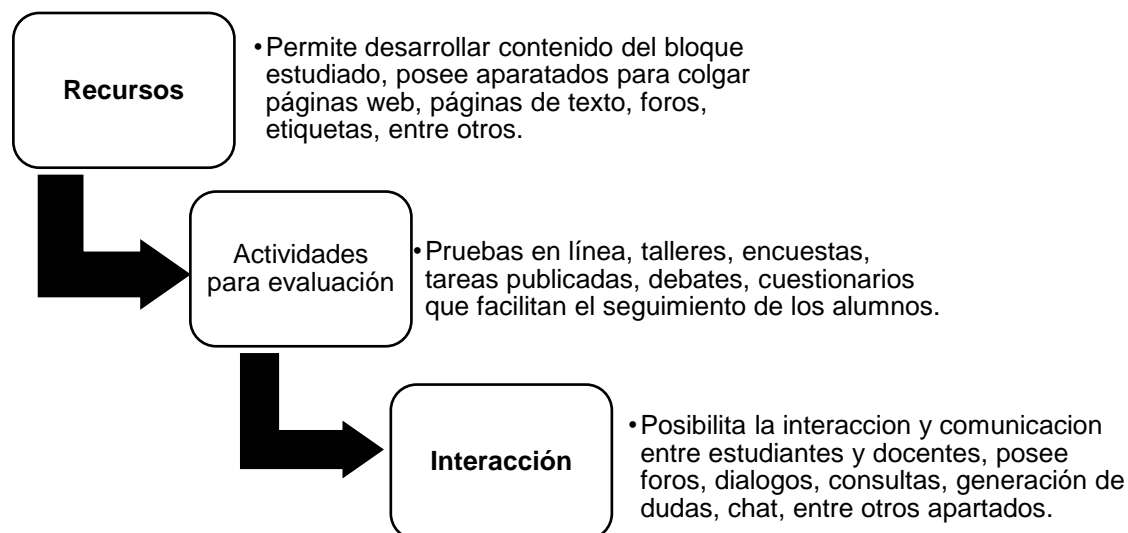 Recursos
•Permite desarrollar contenido del bloque
estudiado, posee aparatados para colgar
páginas web, páginas de texto, foros,
etiquetas, entre otros.
Actividades
para evaluación
•Pruebas en línea, talleres, encuestas,
tareas publicadas, debates, cuestionarios
que facilitan el seguimiento de los alumnos.
Interacción
•Posibilita la interaccion y comunicacion
entre estudiantes y docentes, posee
foros, dialogos, consultas, generación de
dudas, chat, entre otros apartados.